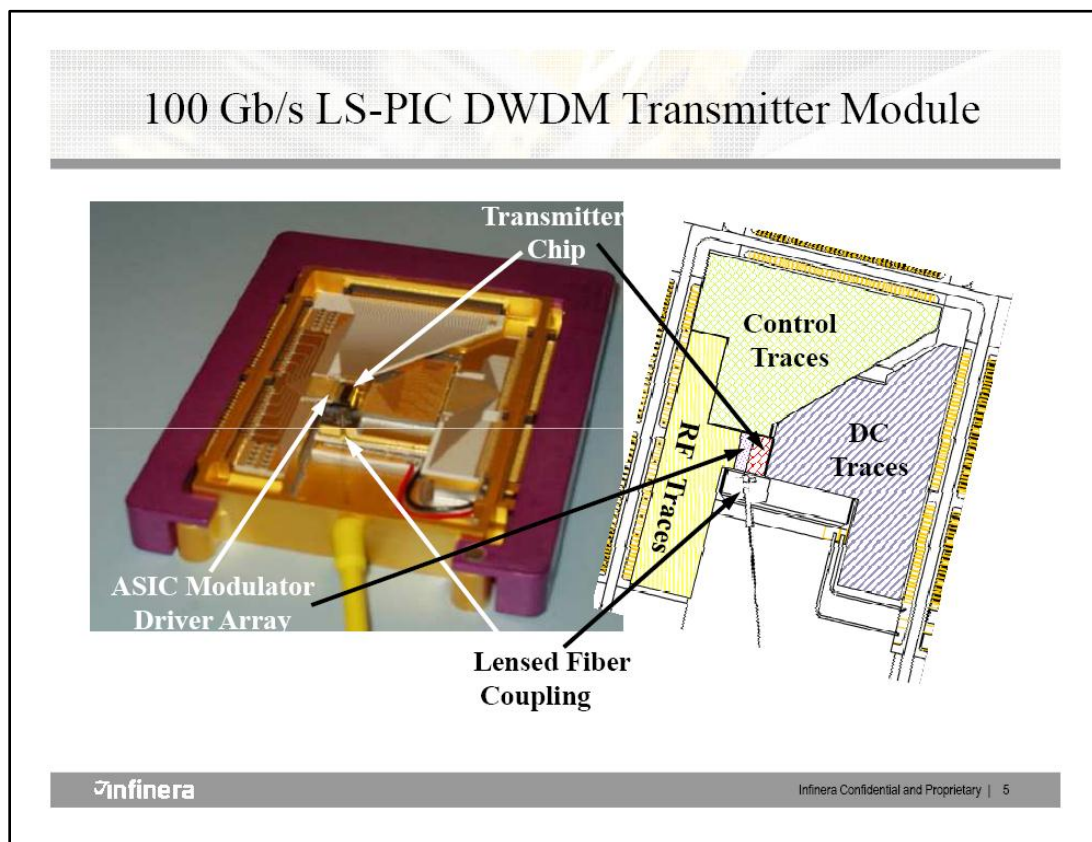 100 Gb/s LS-PIC DWDM Transmitter Module
Transmitter
Chip
Control
Traces
DC
Traces
RF Traces
ASIC Modulator
Driver Array
Lensed Fiber
Coupling
infinera
Infinera Confidential and Proprietary | 5